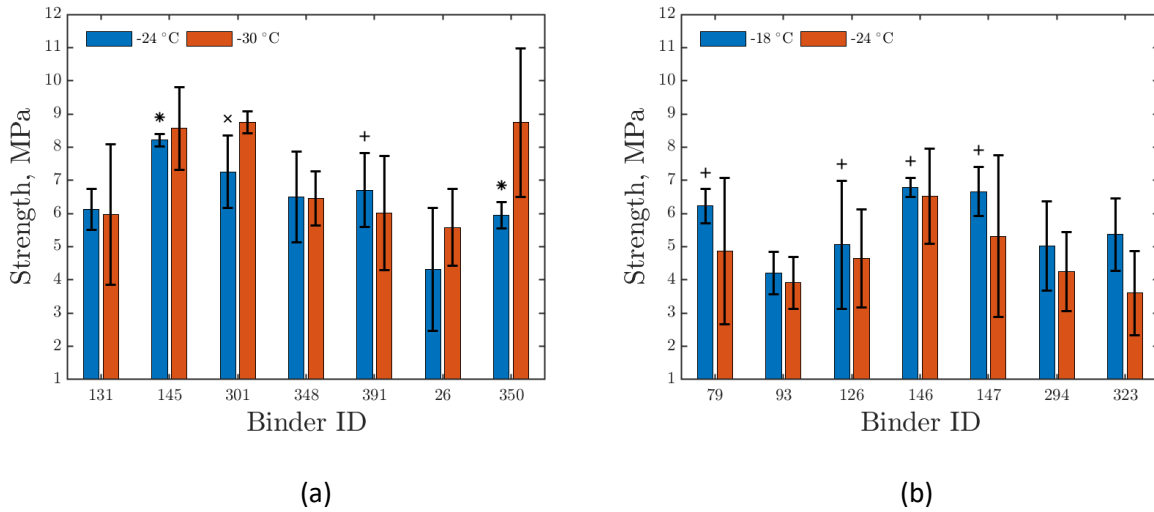 12
11
10
9
8
7
6
5
4
3
2
1
Strength, MPa
-24 °C -30 °C
* × + *
131 145 301 348 391 26 350
Binder ID
(a)
12
11
10
9
8
7
6
5
4
3
2
1
Strength, MPa
-18 °C -24 °C
+ + + +
79 93 126 146 147 294 323
Binder ID
(b)